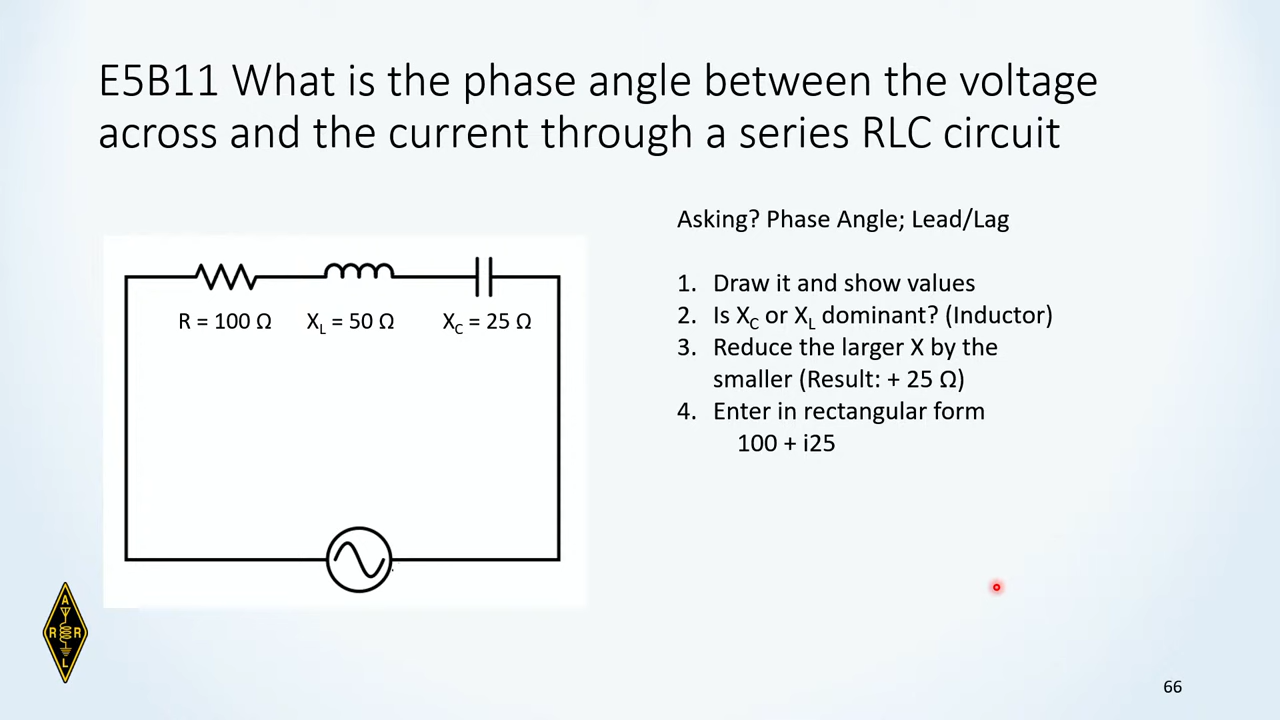 E5B11 What is the phase angle between the voltage
across and the current through a series RLC circuit
Asking? Phase Angle; Lead/Lag
1. Draw it and show values
2. Is XC or XL dominant? (Inductor)
3. Reduce the larger X by the
smaller (Result: + 25 Ω)
4. Enter in rectangular form
100 + i25
R = 100 Ω XL = 50 Ω XC = 25 Ω
A
R R
L
66